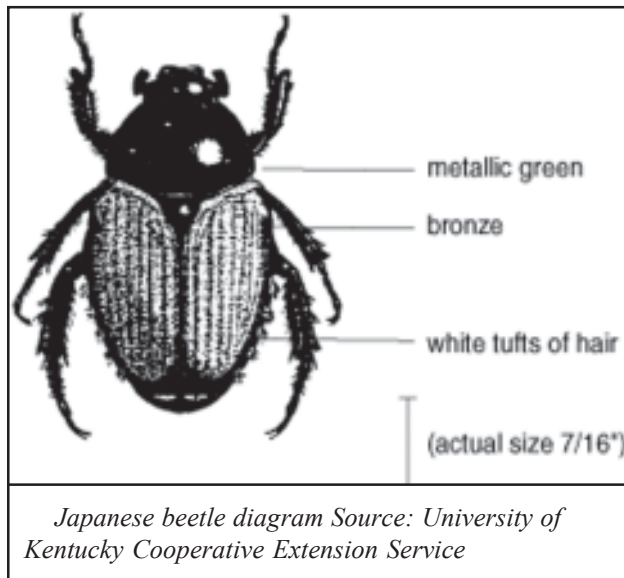 metallic green
bronze
white tufts of hair
(actual size 7/16")
Japanese beetle diagram Source: University of
Kentucky Cooperative Extension Service